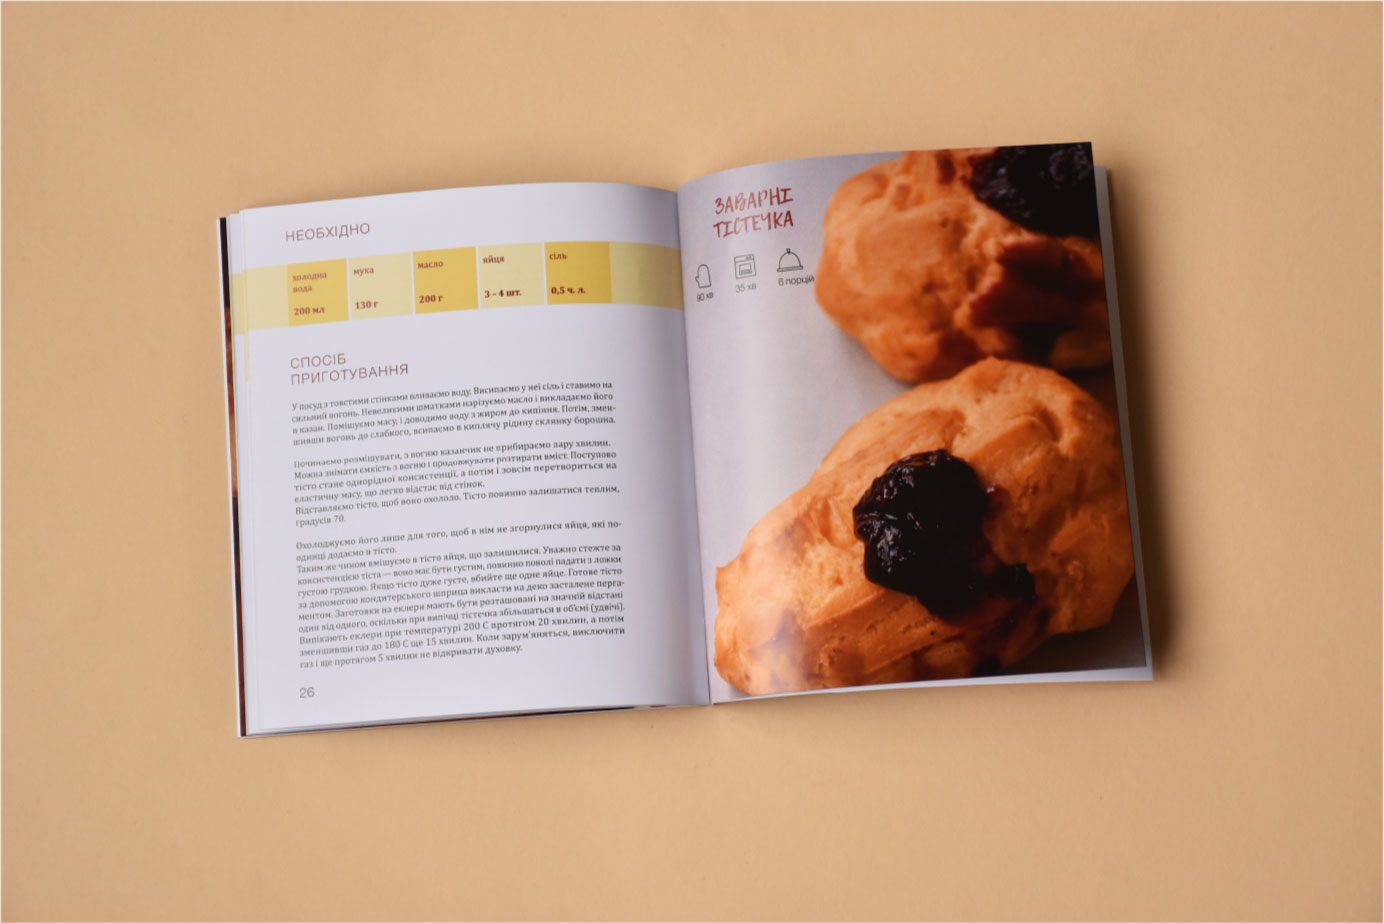 НЕОБХІДНО
холодна
вода
200 мл
мука
130 г
масло
200 г
яйця
3 – 4 шт.
сіль
0,5 ч. л.
СПОСІБ
ПРИГОТУВАННЯ
У посуд з товстими стінками вливаємо воду. Висипаємо у неї сіль і ставимо на
сильний вогонь. Невеликими шматками нарізуємо масло і викладаємо його
в казан. Помішуємо масу, і доводимо воду з жиром до кипіння. Потім, змен-
шивши вогонь до слабкого, всипаємо в киплячу рідину склянку борошна.
Починаємо розмішувати, з вогню казанчик не прибираємо пару хвилин.
Можна знімати ємкість з вогню і продовжувати розтирати вміст. Поступово
тісто стане однорідної консистенції, а потім і зовсім перетвориться на
еластичну масу, що легко відстає від стінок.
Відставляємо тісто, щоб воно охололо. Тісто повинно залишатися теплим,
градусів 70.
Охолоджуємо його лише для того, щоб в нім не згорнулися яйця, які по-
одинці додаємо в тісто.
Таким же чином вмішуємо в тісто яйця, що залишилися. Уважно стежте за
консистенцією тіста — воно має бути густим, повинно поволі падати з ложки
густою грудкою. Якщо тісто дуже густе, вбийте ще одне яйце. Готове тісто
за допомогою кондитерського шприца викласти на деко застелене перга-
ментом. Заготовки на еклери мають бути розташовані на значній відстані
один від одного, оскільки при випічці тістечка збільшаться в об'ємі (удвічі).
Випікають еклери при температурі 200 С протягом 20 хвилин, а потім
зменшивши газ до 180 С ще 15 хвилин. Коли зарум'яняться, виключити
газ і ще протягом 5 хвилин не відкривати духовку.
26
ЗАВАРНІ
ТІСТЕЧКА
90 хв
35 хв
6 порцій